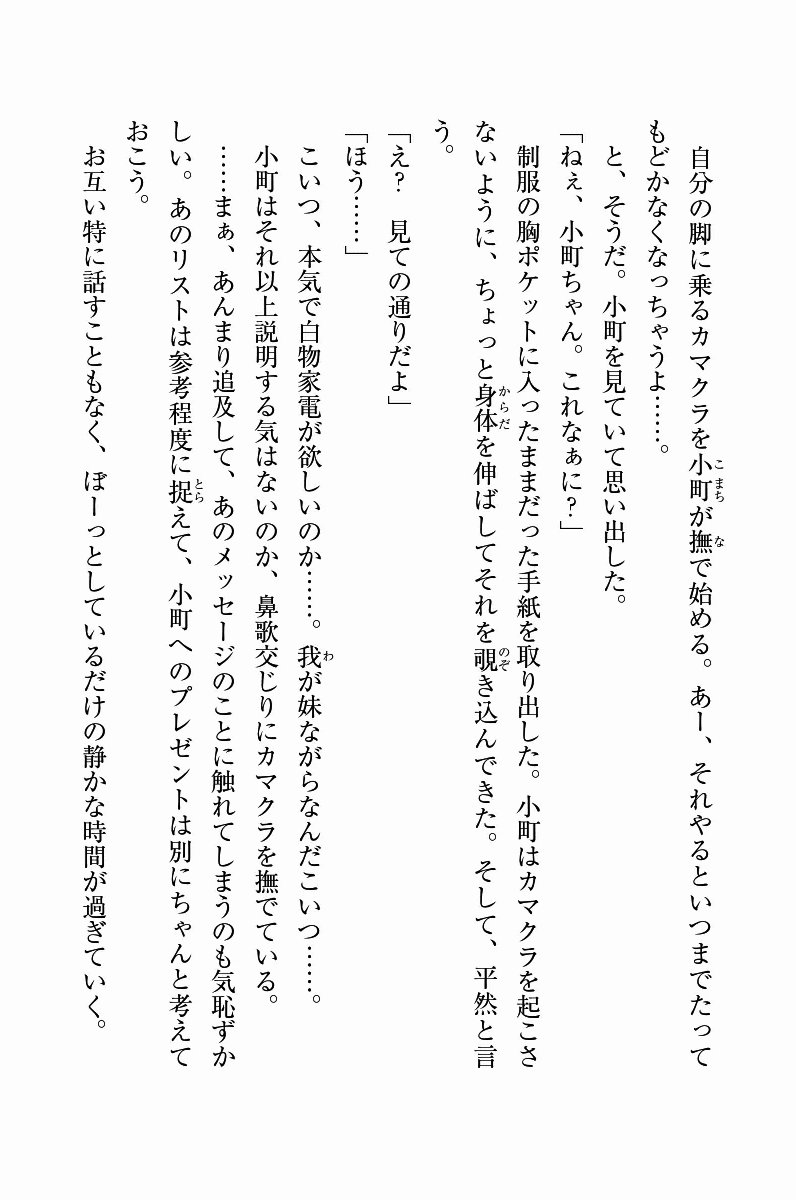 自分の脚に乗るカマクラを小町が撫で始める。あー、それやるといつまでたって
もどかなくなっちゃうよ……。
と、そうだ。小町を見ていて思い出した。
「ねぇ、小町ちゃん。これなぁに？」
制服の胸ポケットに入ったままだった手紙を取り出した。小町はカマクラを起こさ
ないように、ちょっと身体を伸ばしてそれを覗き込んできた。そして、平然と言
う。
「え？　見ての通りだよ」
「ほう……」
こいつ、本気で白物家電が欲しいのか……。我が妹ながらなんだこいつ……。
小町はそれ以上説明する気はないのか、鼻歌交じりにカマクラを撫でている。
……まぁ、あんまり追及して、あのメッセージのことに触れてしまうのも気恥ずか
しい。あのリストは参考程度に捉えて、小町へのプレゼントは別にちゃんと考えて
おこう。
お互い特に話すこともなく、ぼーっとしているだけの静かな時間が過ぎていく。